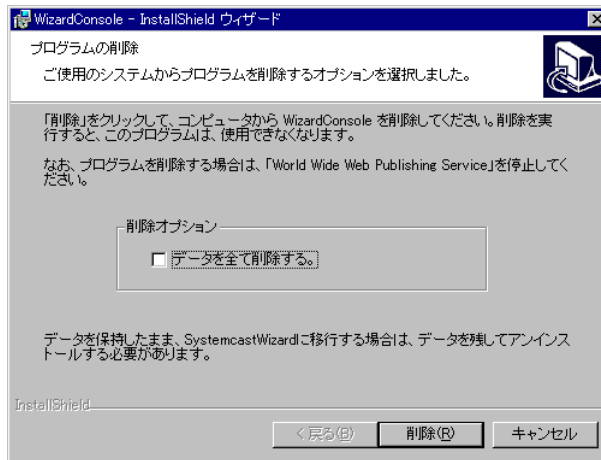 WizardConsole - InstallShield ウィザード
プログラムの削除
ご使用のシステムからプログラムを削除するオプションを選択しました。
「削除」をクリックして、コンピュータから WizardConsole を削除してください。削除を実
行すると、このプログラムは、使用できなくなります。
なお、プログラムを削除する場合は、「World Wide Web Publishing Service」を停止してく
ださい。
削除オプション
データを全て削除する。
データを保持したまま、SystemcastWizardに移行する場合は、データを残してアンインス
トールする必要があります。
InstallShield
< 戻る(B)
削除(R)
キャンセル